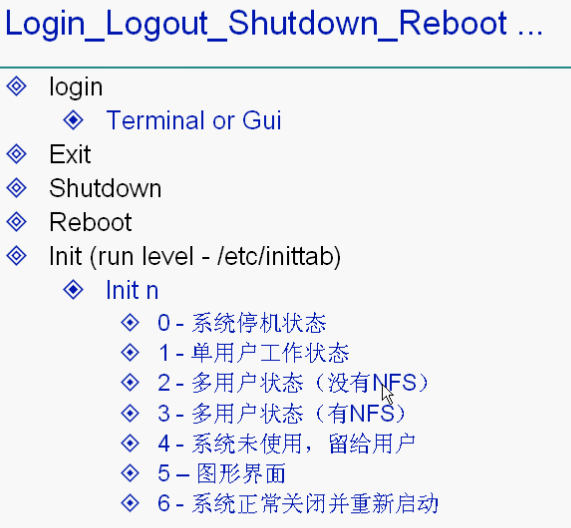 Login_Logout_Shutdown_Reboot ...
login
Terminal or Gui
Exit
Shutdown
Reboot
Init (run level - /etc/inittab)
Init n
0 - 系统停机状态
1 - 单用户工作状态
2 - 多用户状态（没有NFS）
3 - 多用户状态（有NFS）
4 - 系统未使用，留给用户
5 – 图形界面
6 - 系统正常关闭并重新启动